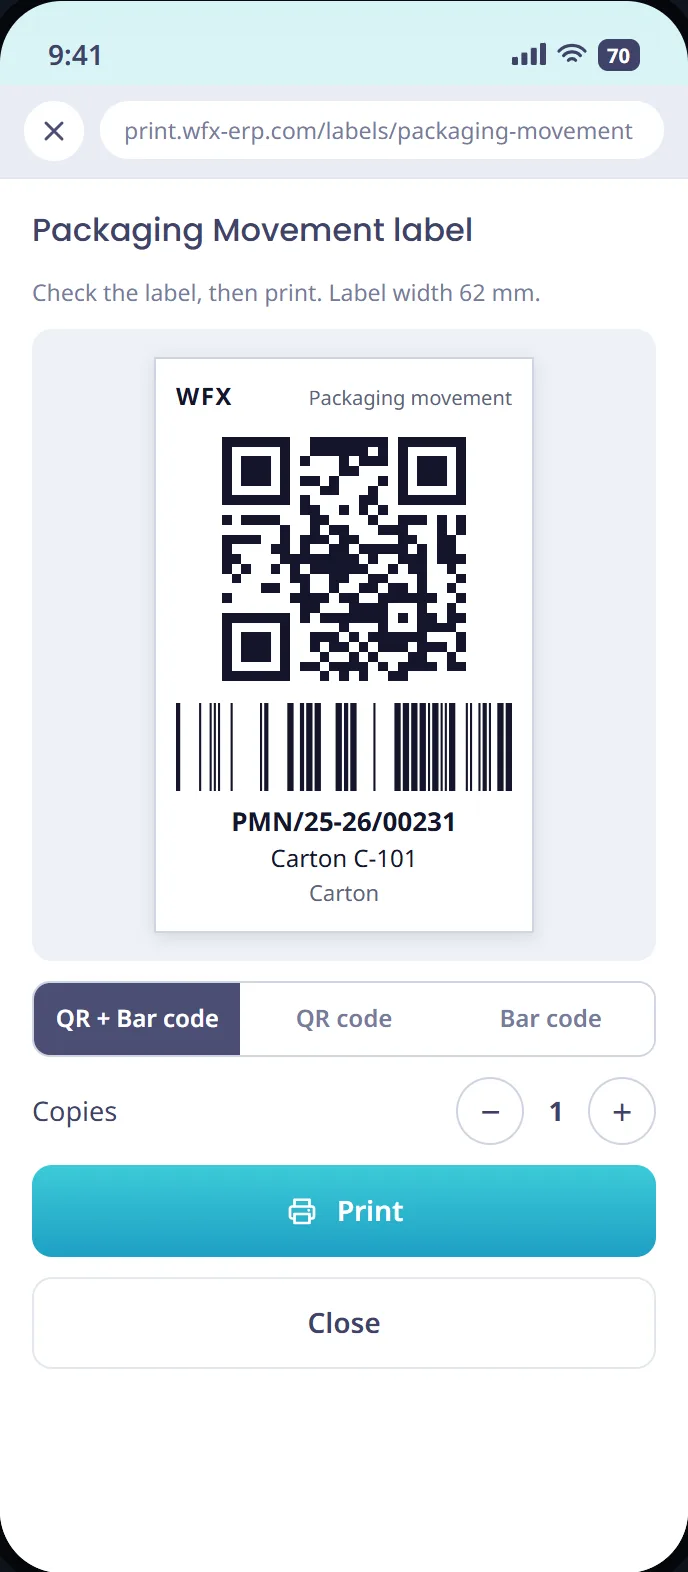 9:41
70
print.wfx-erp.com/labels/packaging-movement
Packaging Movement label
Check the label, then print. Label width 62 mm.
WFX Packaging movement
PMN/25-26/00231
Carton C-101
Carton
QR + Bar code QR code Bar code
Copies − 1 +
Print
Close